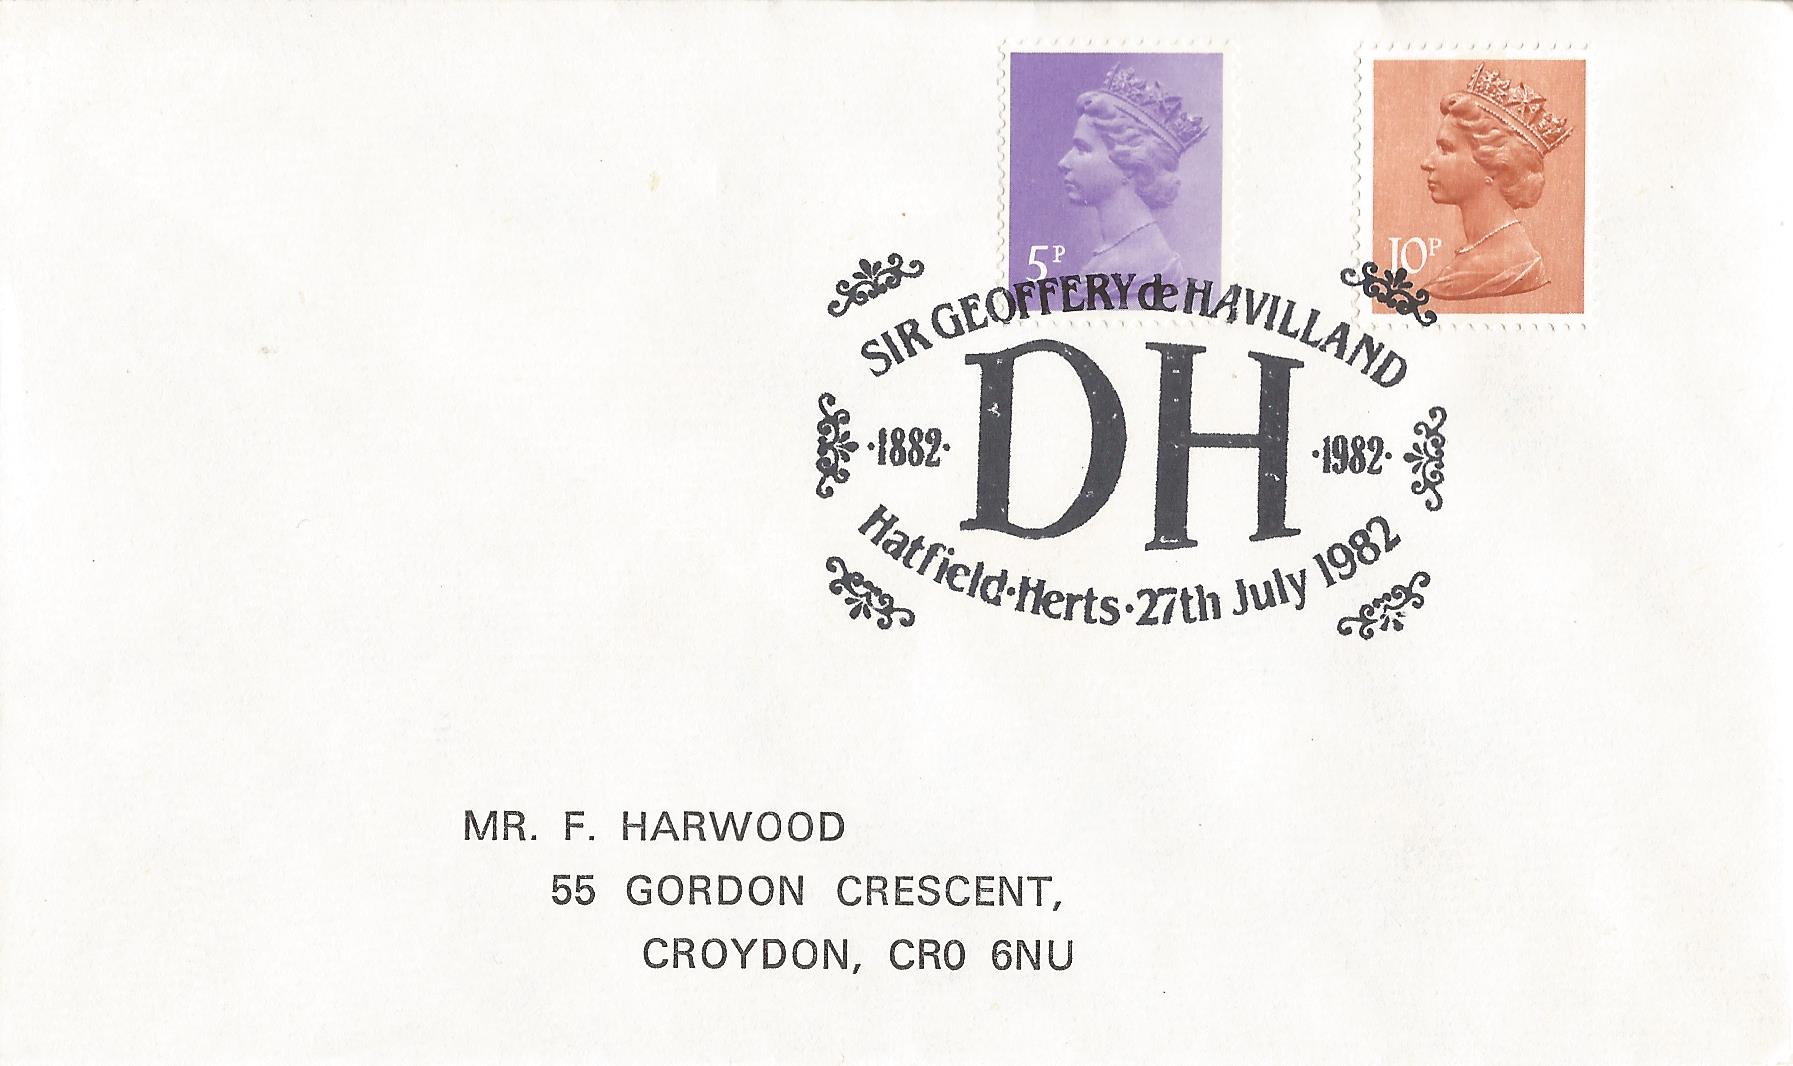 5P
10P
SIR GEOFFERY de HAVILLAND
DH
·1882·
·1982·
Hatfield·Herts·27th July 1982
MR. F. HARWOOD
55 GORDON CRESCENT,
CROYDON, CR0 6NU